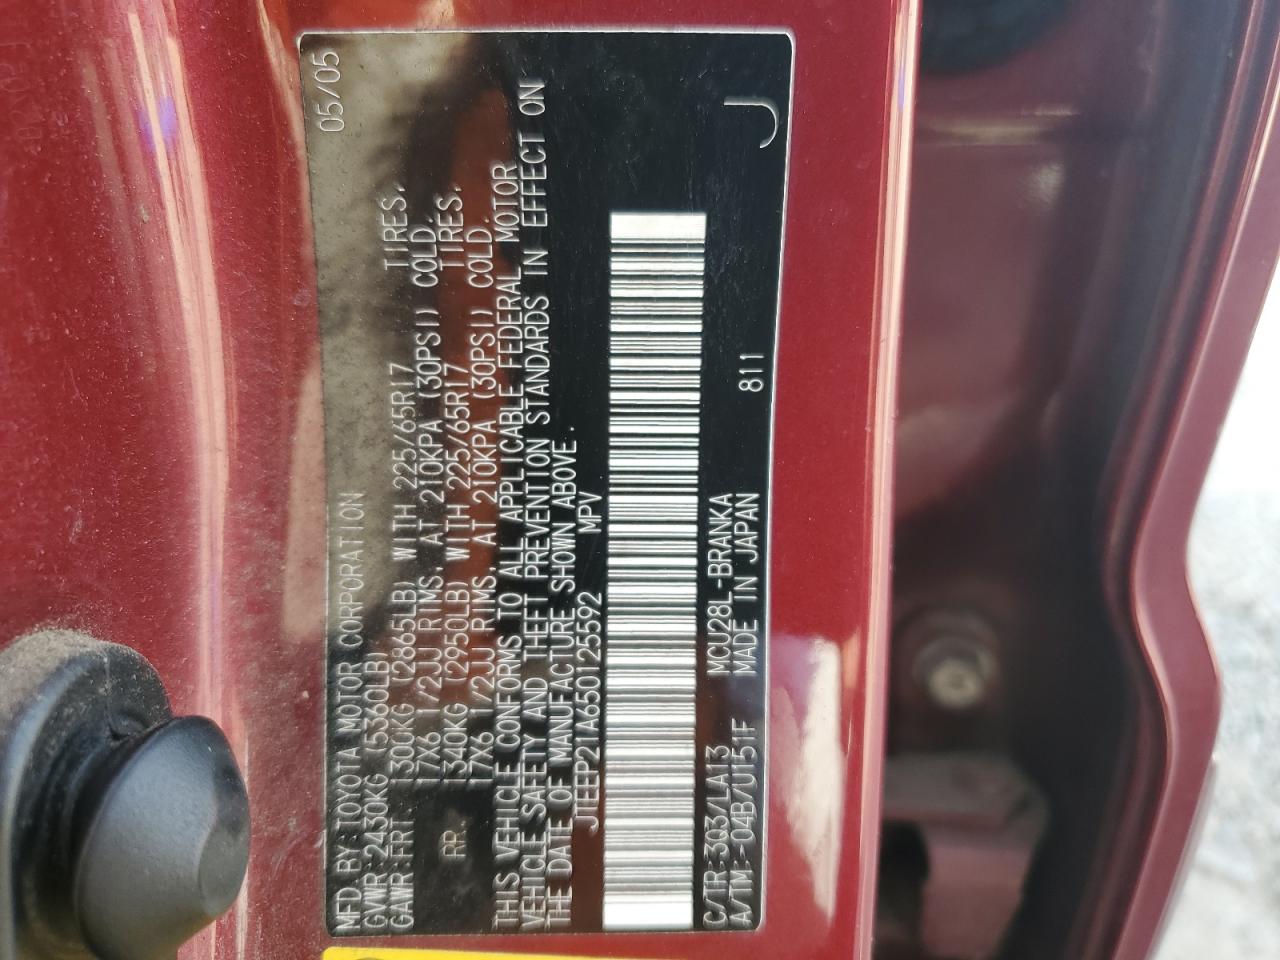 MFD. BY: TOYOTA MOTOR CORPORATION 05/05
GVWR: 2430KG (5360LB)
GAWR: FRT. 1300KG (2865LB) WITH 225/65R17 TIRES.
17X6 1/2JJ RIMS, AT 210KPA (30PSI) COLD.
RR. 1340KG (2950LB) WITH 225/65R17 TIRES.
17X6 1/2JJ RIMS, AT 210KPA (30PSI) COLD.
THIS VEHICLE CONFORMS TO ALL APPLICABLE FEDERAL MOTOR
VEHICLE SAFETY AND THEFT PREVENTION STANDARDS IN EFFECT ON
THE DATE OF MANUFACTURE SHOWN ABOVE.
JTEEP21A650125592 MPV
C/TR: 3Q3/LA13 MCU28L-BRANKA 811
A/TM: -04B/U151F MADE IN JAPAN J